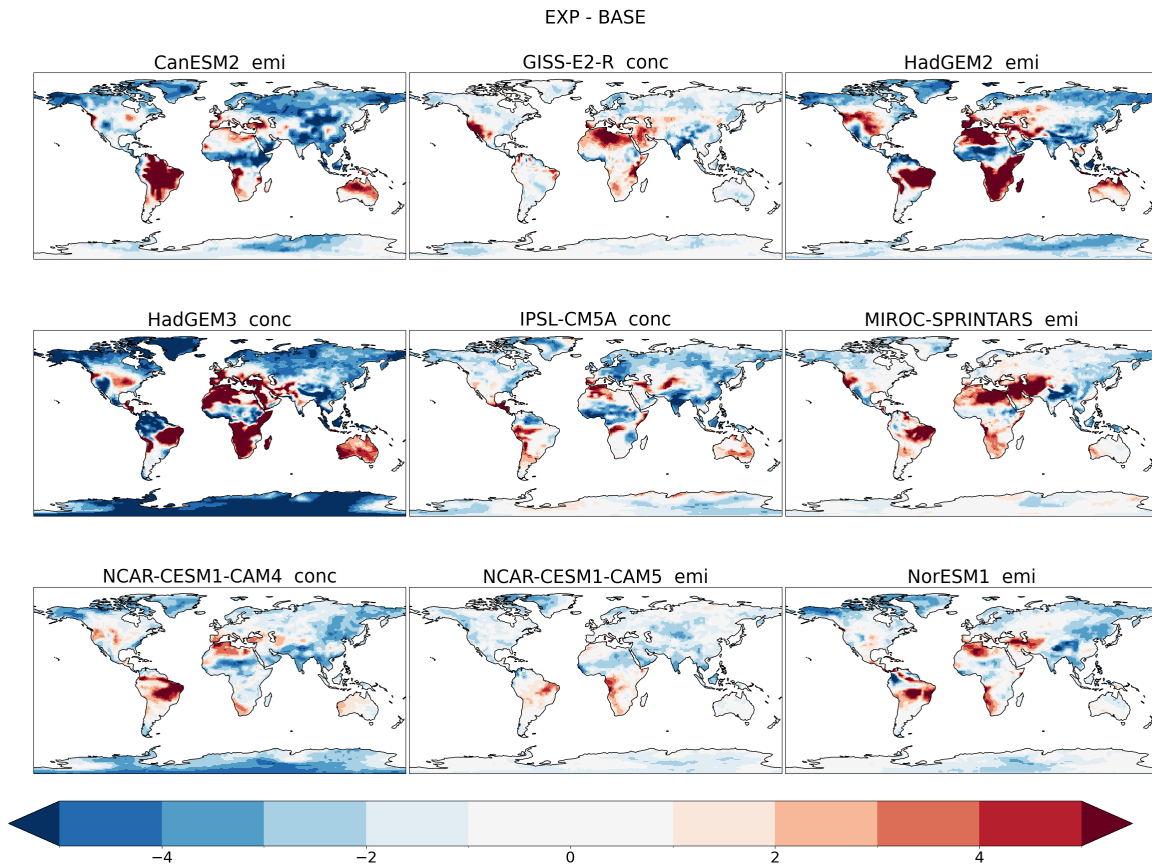 EXP - BASE
CanESM2 emi
GISS-E2-R conc
HadGEM2 emi
HadGEM3 conc
IPSL-CM5A conc
MIROC-SPRINTARS emi
NCAR-CESM1-CAM4 conc
NCAR-CESM1-CAM5 emi
NorESM1 emi
−4 −2 0 2 4